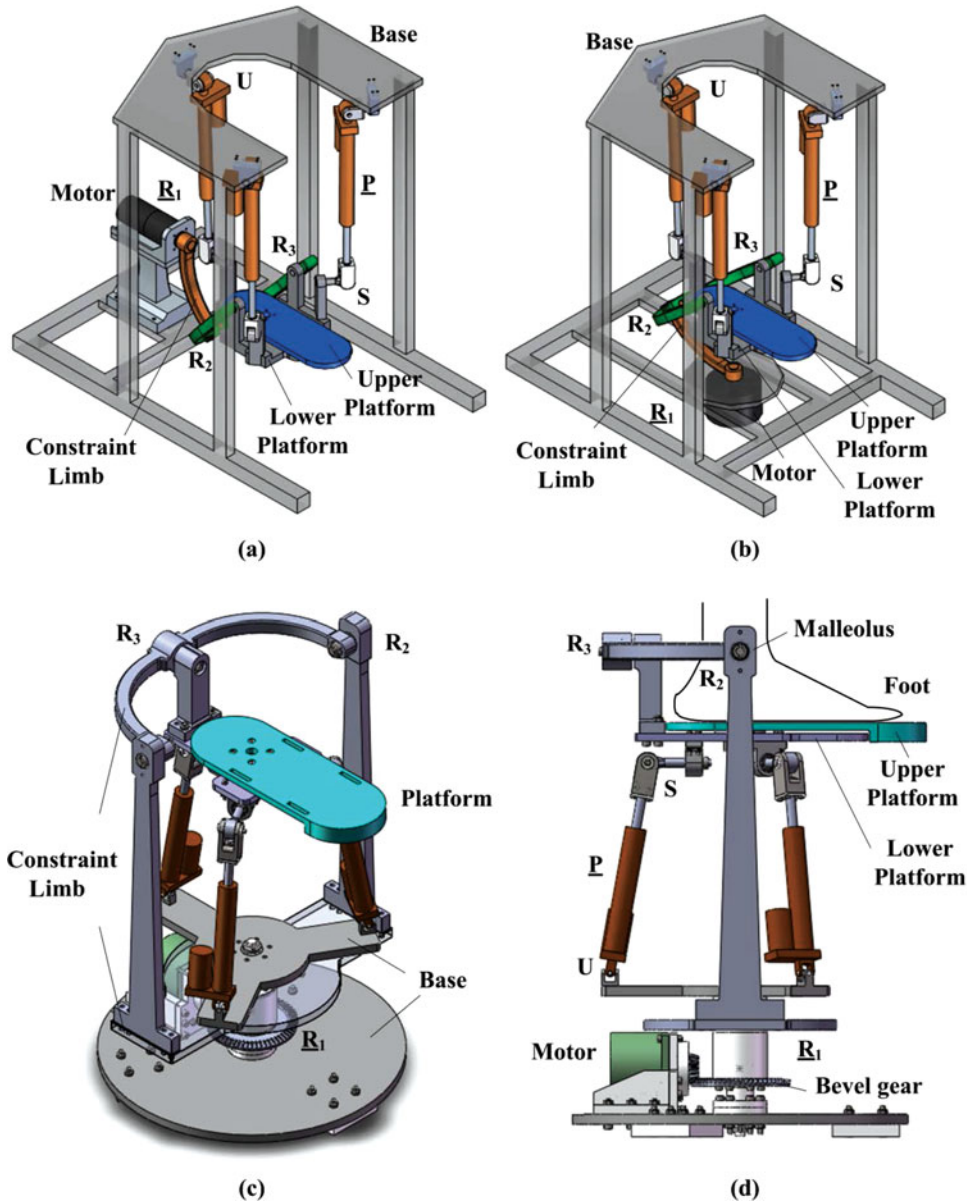 Base
U
Motor
R1
P
R3
S
R2
Upper
Platform
Lower
Platform
Constraint
Limb
(a)
Base
U
P
R3
S
R2
R1
Constraint
Limb
Motor
Upper
Platform
Lower
Platform
(b)
R3
R2
Platform
Constraint
Limb
Base
R1
(c)
R3
Malleolus
R2
Foot
S
Upper
Platform
P
Lower
Platform
U
Motor
R1
Bevel gear
(d)